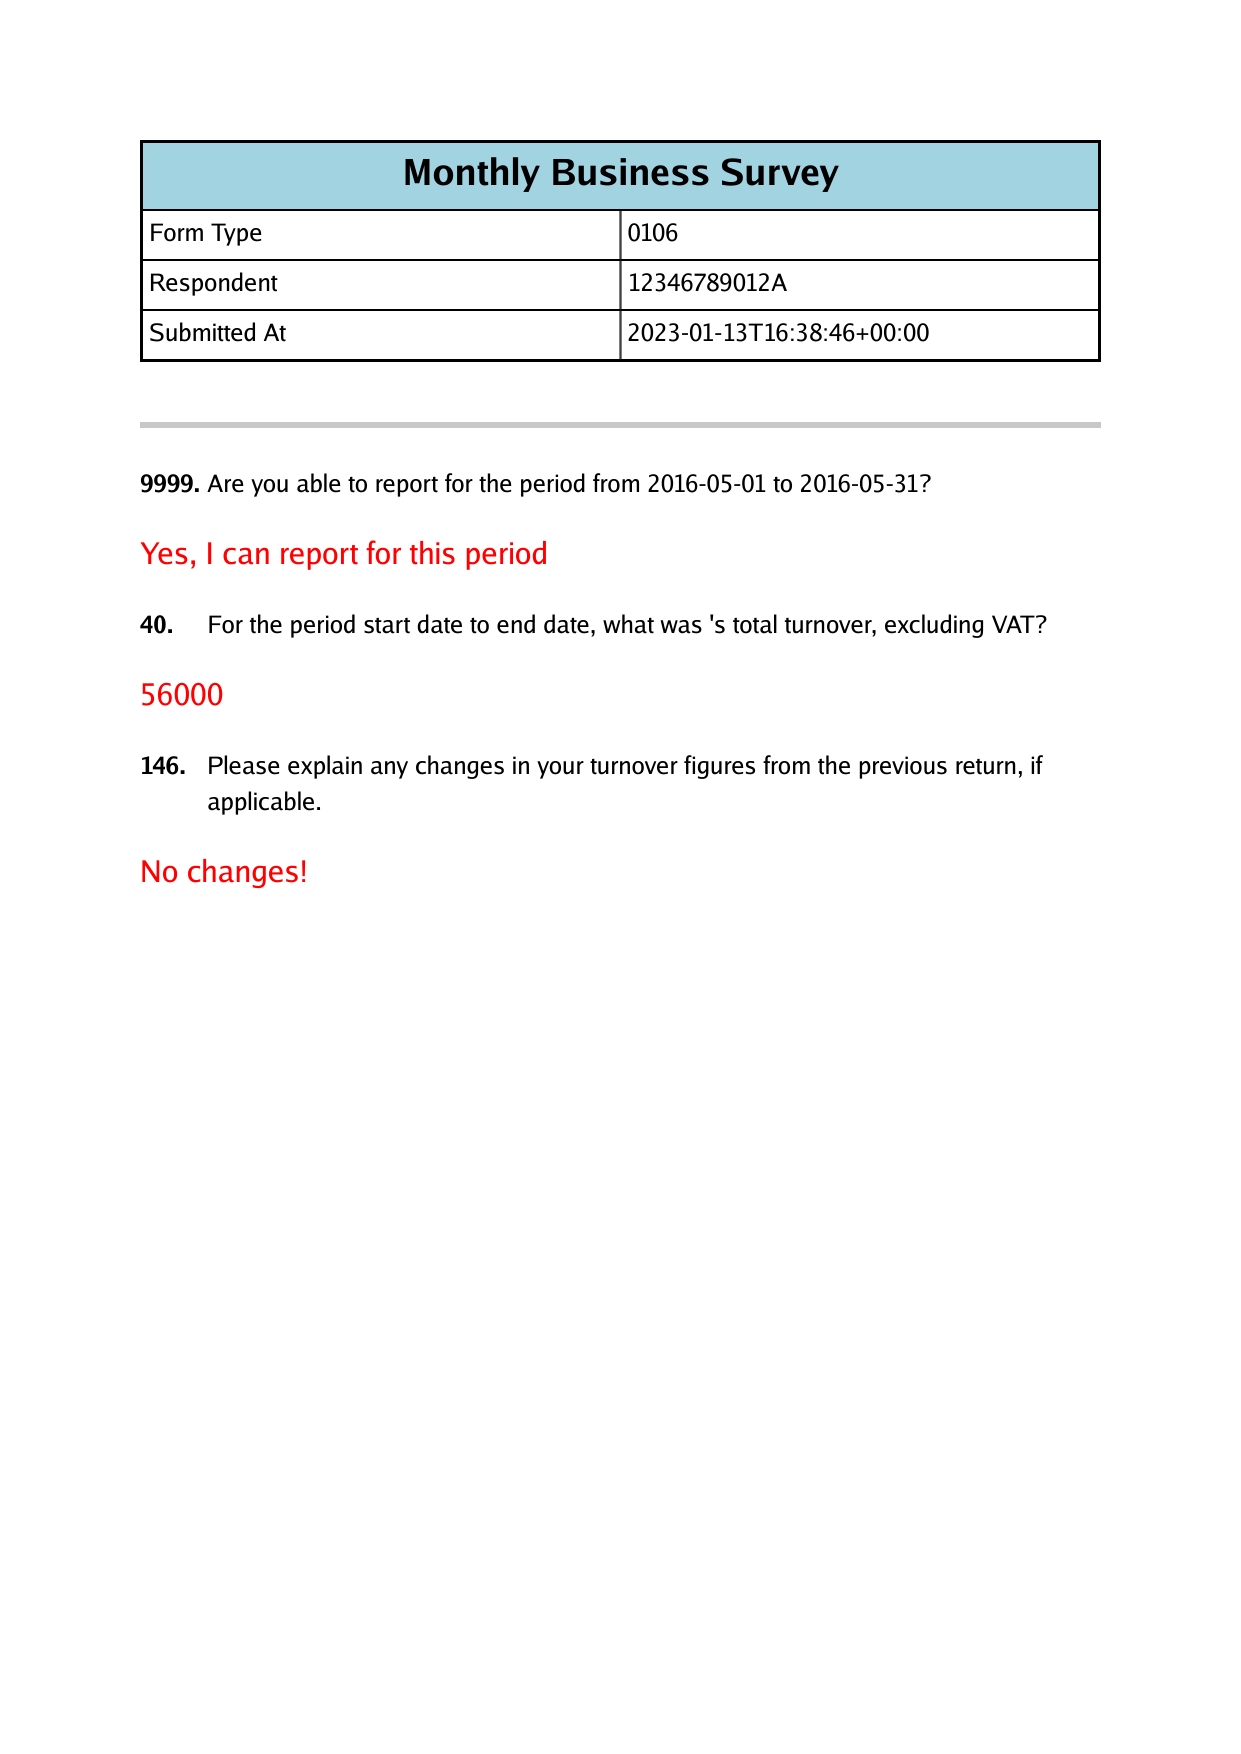 Monthly Business Survey
Form Type 0106
Respondent 12346789012A
Submitted At 2023-01-13T16:38:46+00:00
9999. Are you able to report for the period from 2016-05-01 to 2016-05-31?
Yes, I can report for this period
40. For the period start date to end date, what was 's total turnover, excluding VAT?
56000
146. Please explain any changes in your turnover figures from the previous return, if
applicable.
No changes!